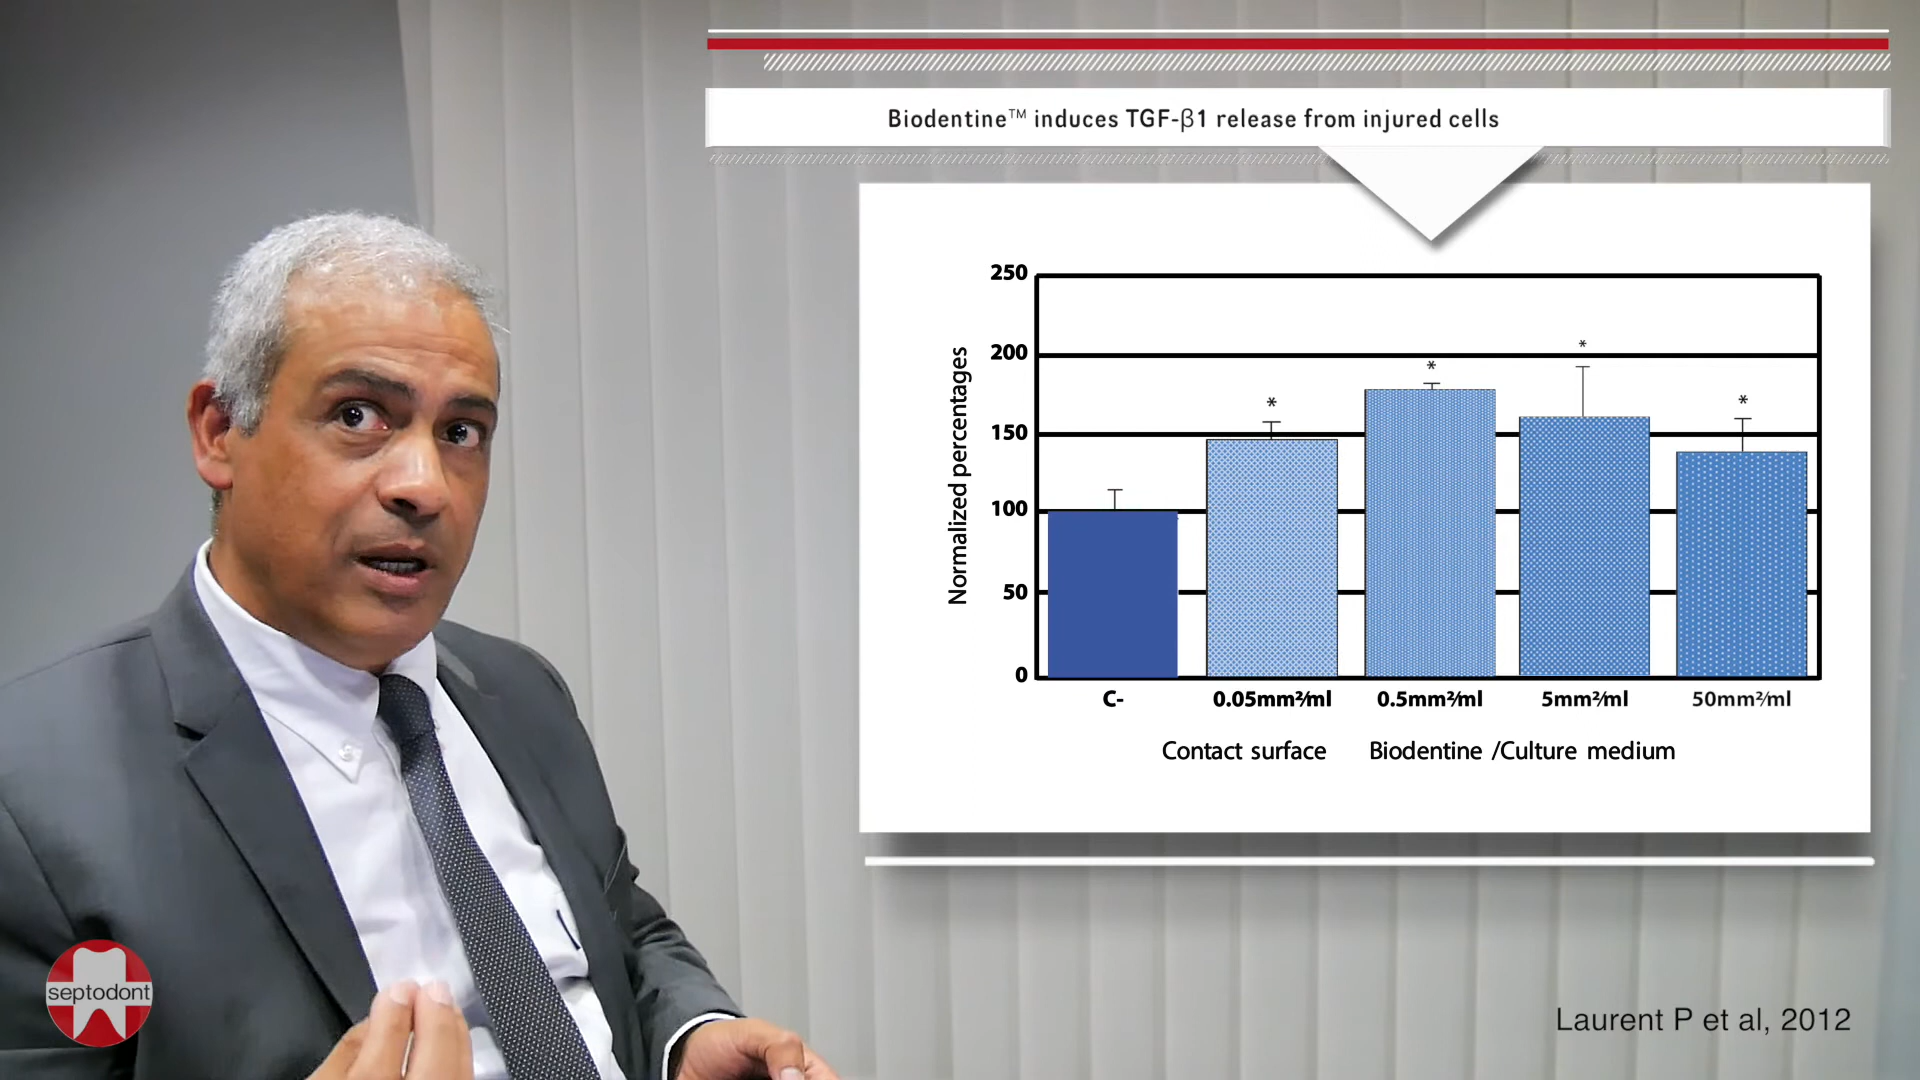 Biodentine™ induces TGF-β1 release from injured cells
250
200
150
100
50
0
Normalized percentages
*
*
*
*
C-
0.05mm²/ml
0.5mm²/ml
5mm²/ml
50mm²/ml
Contact surface Biodentine /Culture medium
septodont
Laurent P et al, 2012